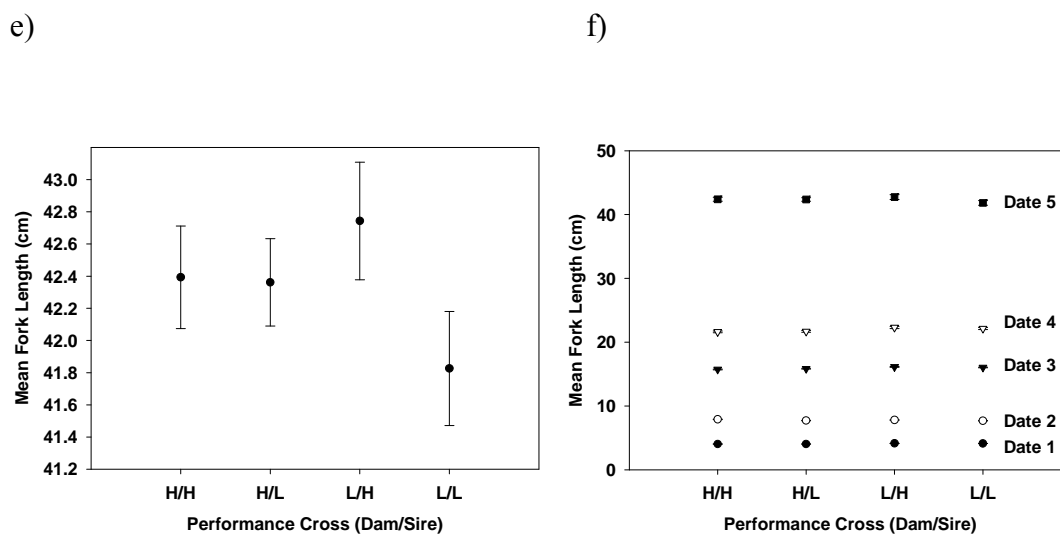 e)
Mean Fork Length (cm)
43.0
42.8
42.6
42.4
42.2
42.0
41.8
41.6
41.4
41.2
H/H H/L L/H L/L
Performance Cross (Dam/Sire)
f)
Mean Fork Length (cm)
50
40
30
20
10
0
Date 5
Date 4
Date 3
Date 2
Date 1
H/H H/L L/H L/L
Performance Cross (Dam/Sire)